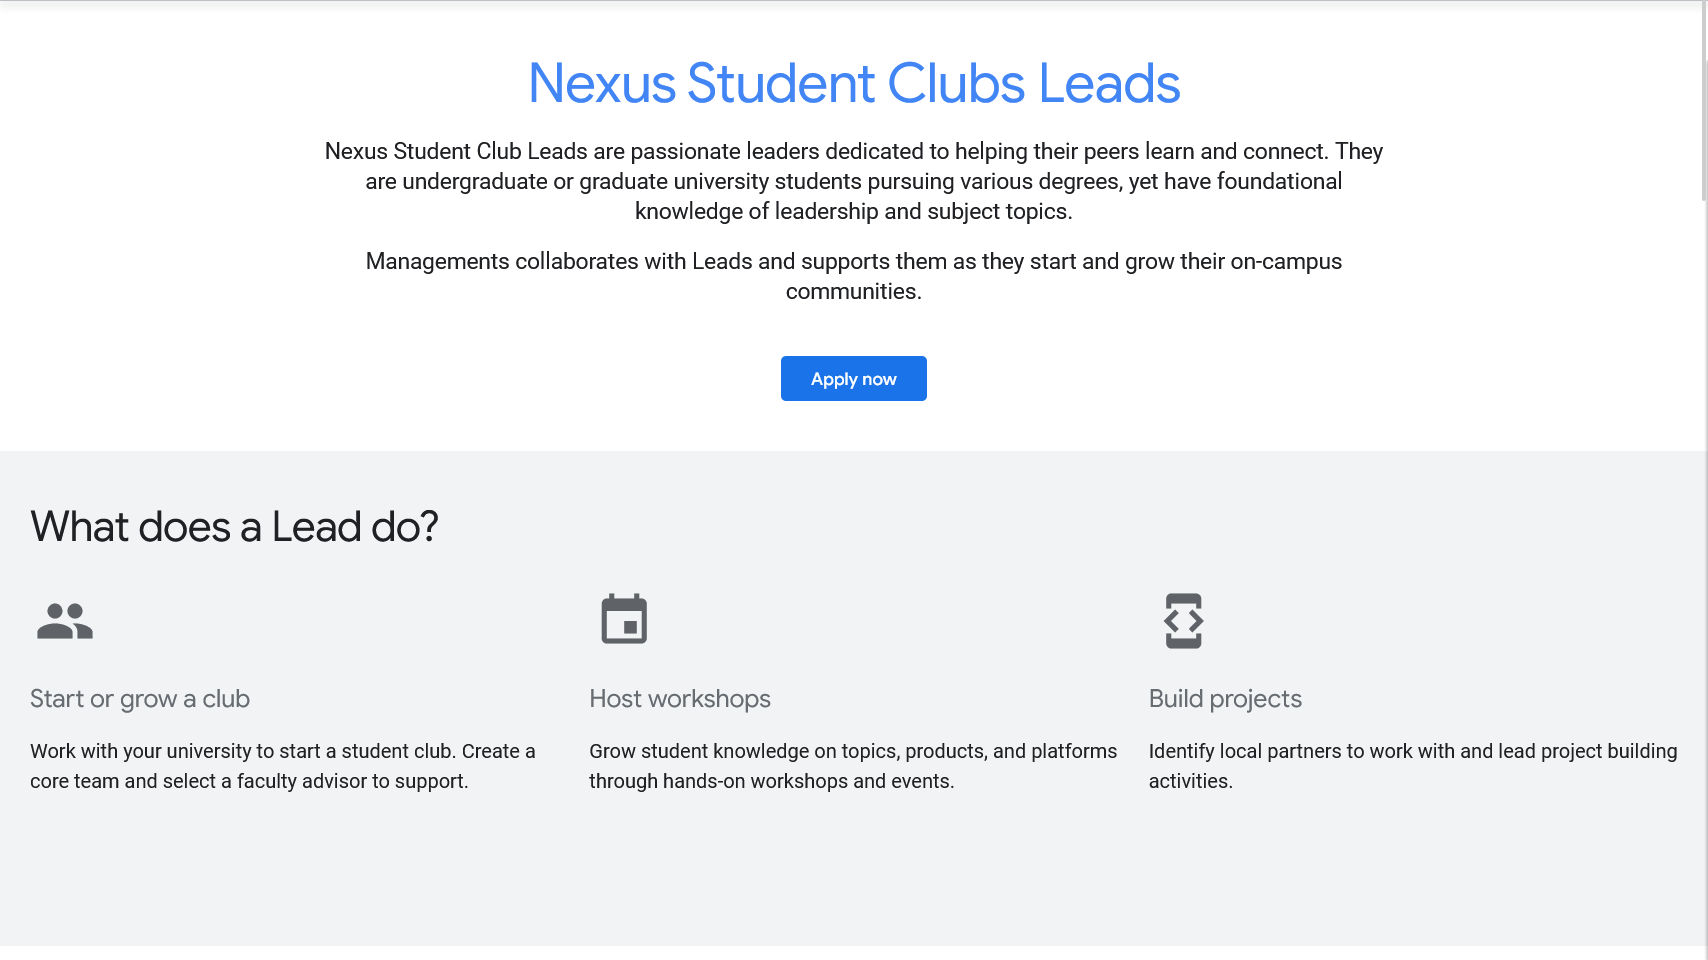 Nexus Student Clubs Leads
Nexus Student Club Leads are passionate leaders dedicated to helping their peers learn and connect. They
are undergraduate or graduate university students pursuing various degrees, yet have foundational
knowledge of leadership and subject topics.
Managements collaborates with Leads and supports them as they start and grow their on-campus
communities.
Apply now
What does a Lead do?
Start or grow a club
Work with your university to start a student club. Create a
core team and select a faculty advisor to support.
Host workshops
Grow student knowledge on topics, products, and platforms
through hands-on workshops and events.
Build projects
Identify local partners to work with and lead project building
activities.